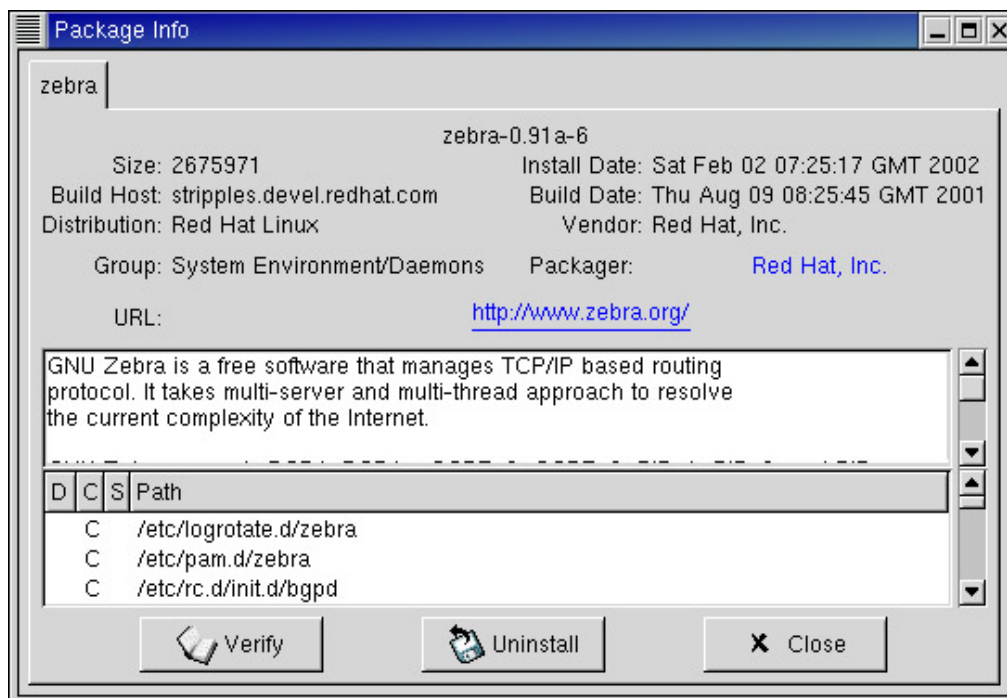 Package Info
zebra
zebra-0.91a-6
Size: 2675971 Install Date: Sat Feb 02 07:25:17 GMT 2002
Build Host: stripples.devel.redhat.com Build Date: Thu Aug 09 08:25:45 GMT 2001
Distribution: Red Hat Linux Vendor: Red Hat, Inc.
Group: System Environment/Daemons Packager: Red Hat, Inc.
URL: http://www.zebra.org/
GNU Zebra is a free software that manages TCP/IP based routing
protocol. It takes multi-server and multi-thread approach to resolve
the current complexity of the Internet.
D C S Path
C /etc/logrotate.d/zebra
C /etc/pam.d/zebra
C /etc/rc.d/init.d/bgpd
Verify Uninstall Close